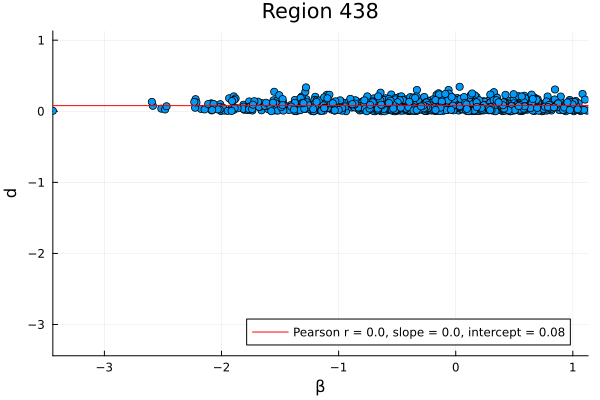 Region 438
1
0
−1
−2
−3
d
Pearson r = 0.0, slope = 0.0, intercept = 0.08
−3
−2
−1
0
1
β